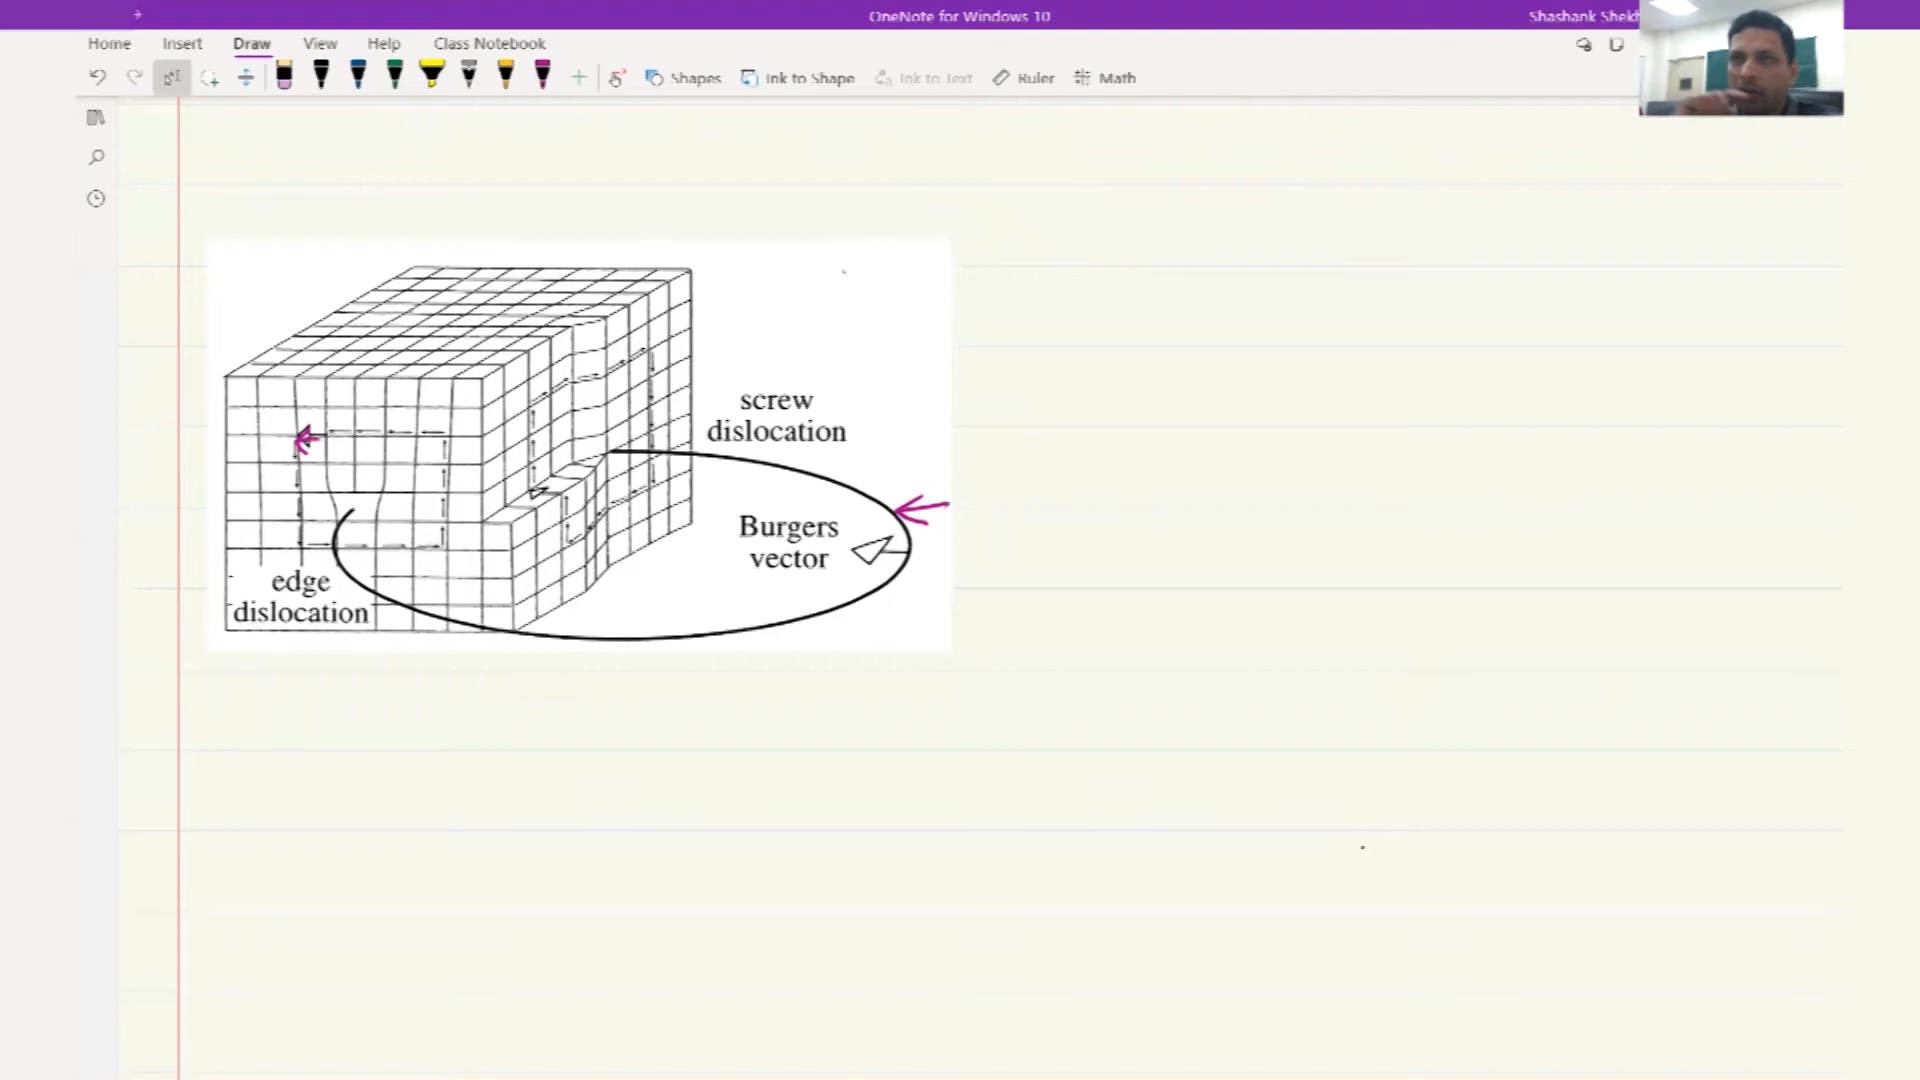 OneNote for Windows 10
Shashank Shekh
Home Insert Draw View Help Class Notebook
Shapes Ink to Shape Ink to Text Ruler Math
screw
dislocation
Burgers
vector
edge
dislocation